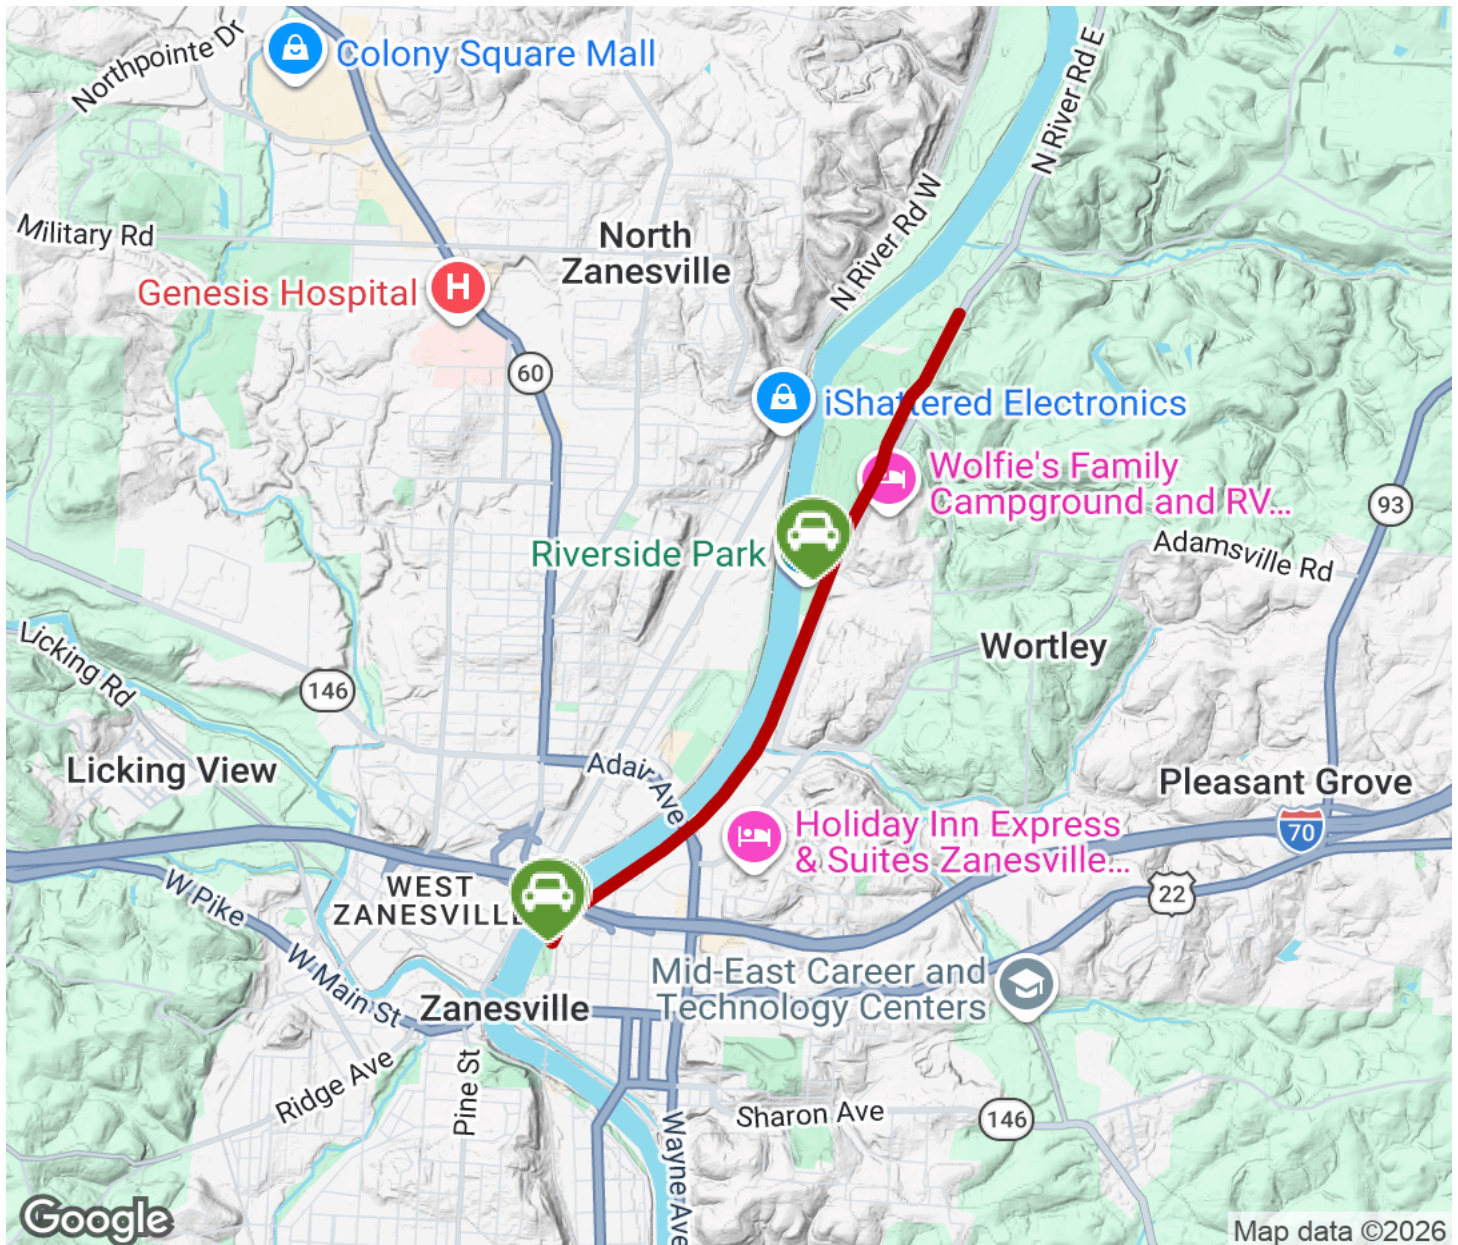 Northpointe Dr
Colony Square Mall
N River Rd E
Military Rd
North
Zanesville
N River Rd W
Genesis Hospital
H
60
iShattered Electronics
Wolfie's Family
Campground and RV...
93
Riverside Park
Adamsville Rd
Licking Rd
Wortley
146
Licking View
Adair Ave
Pleasant Grove
Holiday Inn Express
& Suites Zanesville...
70
W Pike
WEST
ZANESVILLE
22
W Main St
Mid-East Career and
Technology Centers
Zanesville
Ridge Ave
Pine St
Sharon Ave
146
Wayne Ave
Google
Map data ©2026